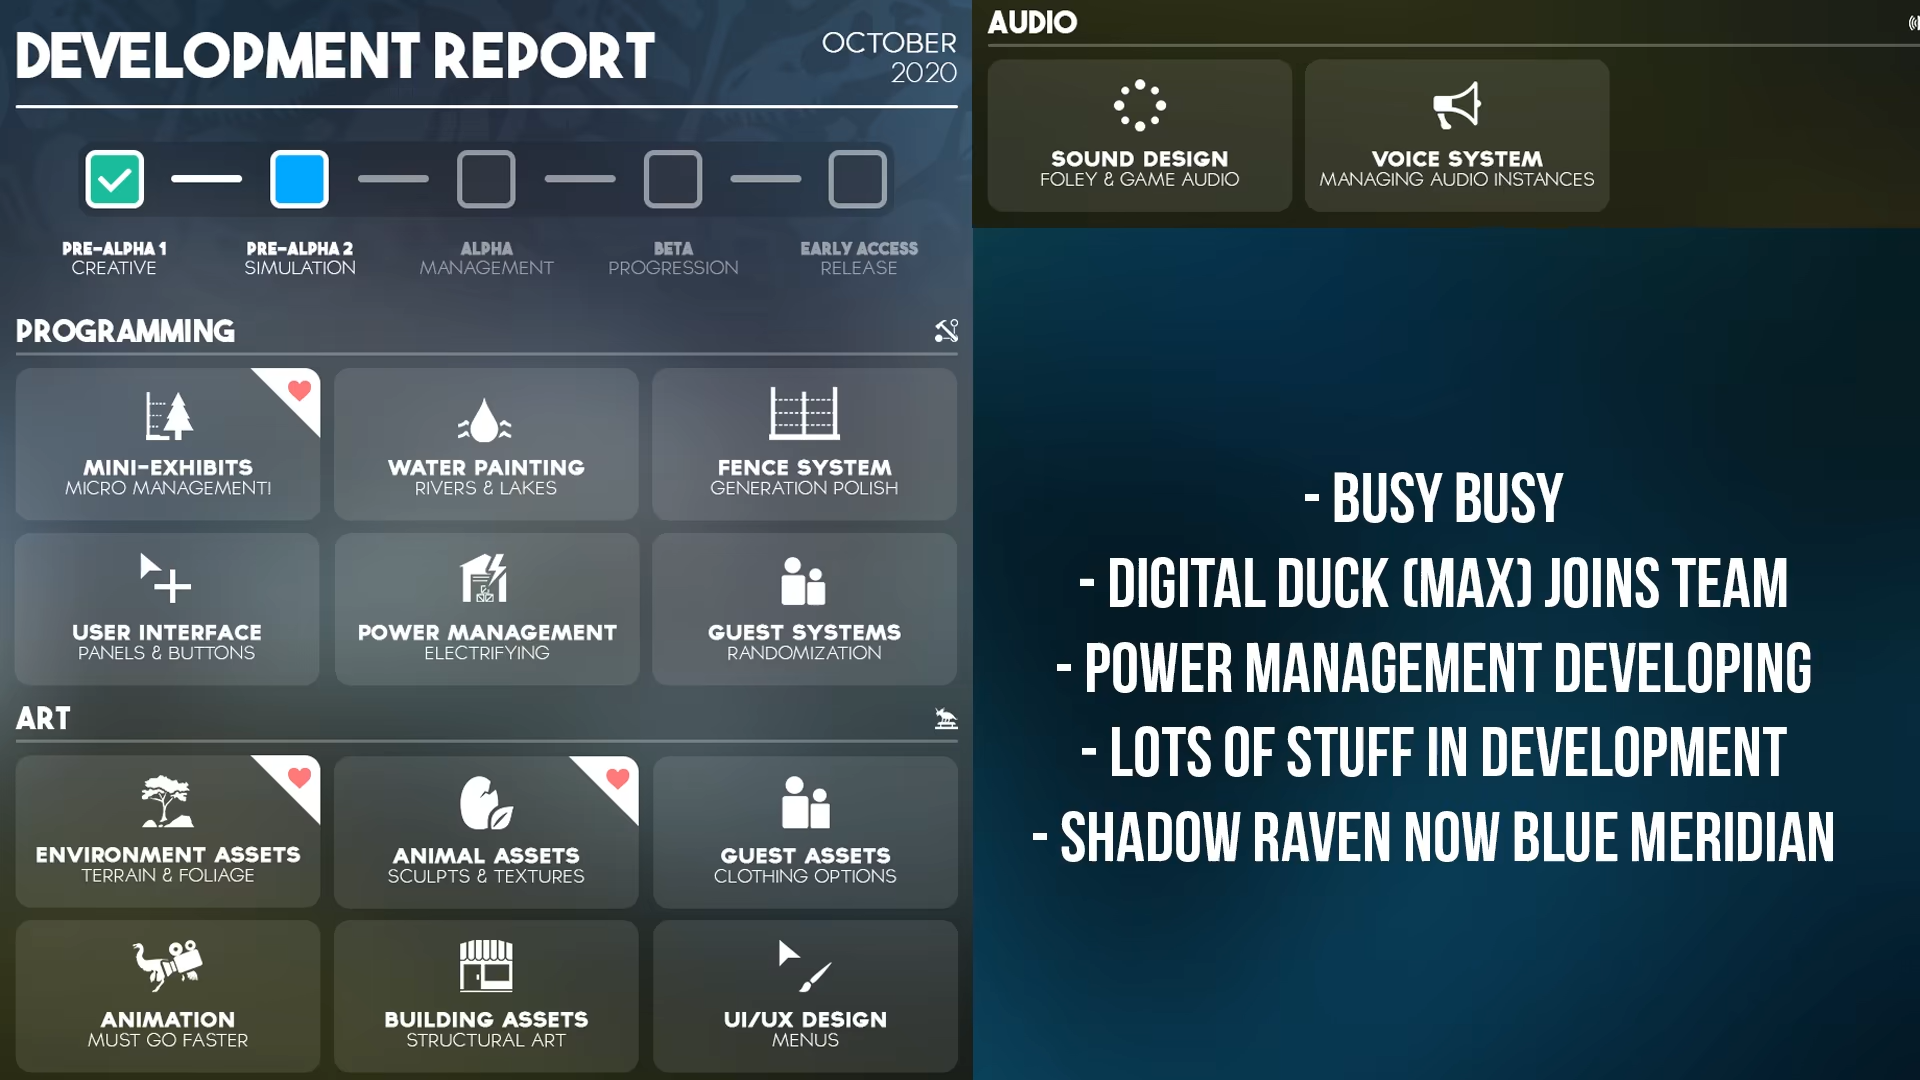 DEVELOPMENT REPORT
OCTOBER
2020
PRE-ALPHA 1
CREATIVE
PRE-ALPHA 2
SIMULATION
ALPHA
MANAGEMENT
BETA
PROGRESSION
EARLY ACCESS
RELEASE
PROGRAMMING
MINI-EXHIBITS
MICRO MANAGEMENT!
WATER PAINTING
RIVERS & LAKES
FENCE SYSTEM
GENERATION POLISH
USER INTERFACE
PANELS & BUTTONS
POWER MANAGEMENT
ELECTRIFYING
GUEST SYSTEMS
RANDOMIZATION
ART
ENVIRONMENT ASSETS
TERRAIN & FOLIAGE
ANIMAL ASSETS
SCULPTS & TEXTURES
GUEST ASSETS
CLOTHING OPTIONS
ANIMATION
MUST GO FASTER
BUILDING ASSETS
STRUCTURAL ART
UI/UX DESIGN
MENUS
AUDIO
SOUND DESIGN
FOLEY & GAME AUDIO
VOICE SYSTEM
MANAGING AUDIO INSTANCES
- BUSY BUSY
- DIGITAL DUCK (MAX) JOINS TEAM
- POWER MANAGEMENT DEVELOPING
- LOTS OF STUFF IN DEVELOPMENT
- SHADOW RAVEN NOW BLUE MERIDIAN